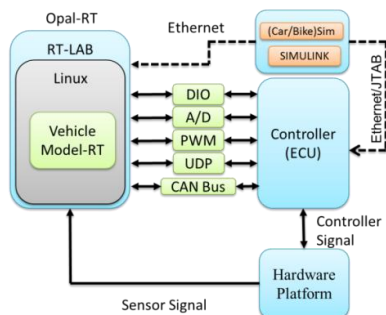 Opal-RT
RT-LAB
Linux
Vehicle
Model-RT
Ethernet
(Car/Bike)Sim
SIMULINK
Ethernet/JTAB
DIO
A/D
PWM
UDP
CAN Bus
Controller
(ECU)
Controller
Signal
Hardware
Platform
Sensor Signal